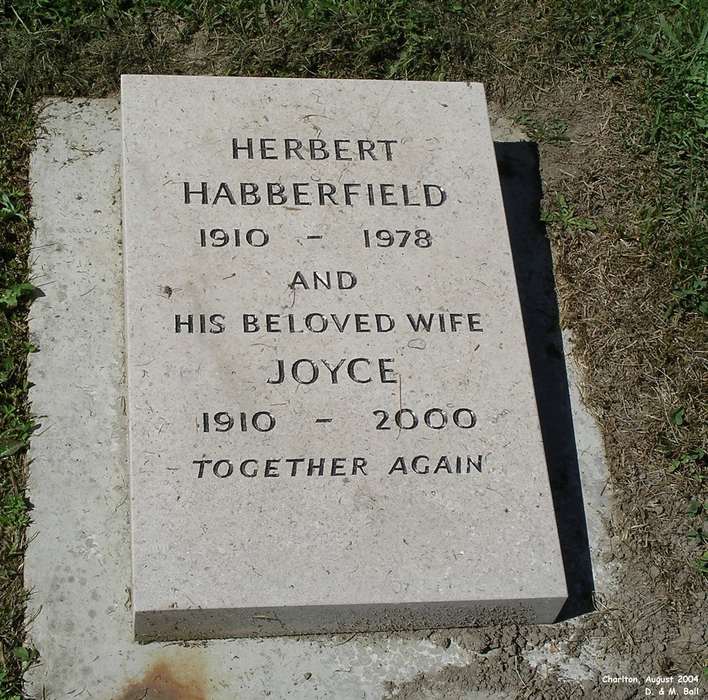 HERBERT
HABBERFIELD
1910 - 1978
AND
HIS BELOVED WIFE
JOYCE
1910 - 2000
TOGETHER AGAIN
Charlton, August 2004
D. & M. Ball